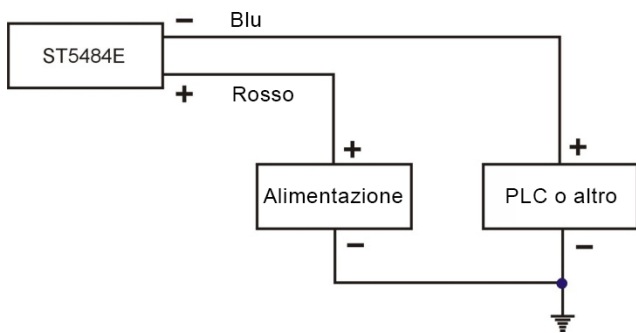 − Blu
ST5484E
+ Rosso
+ +
Alimentazione PLC o altro
− −